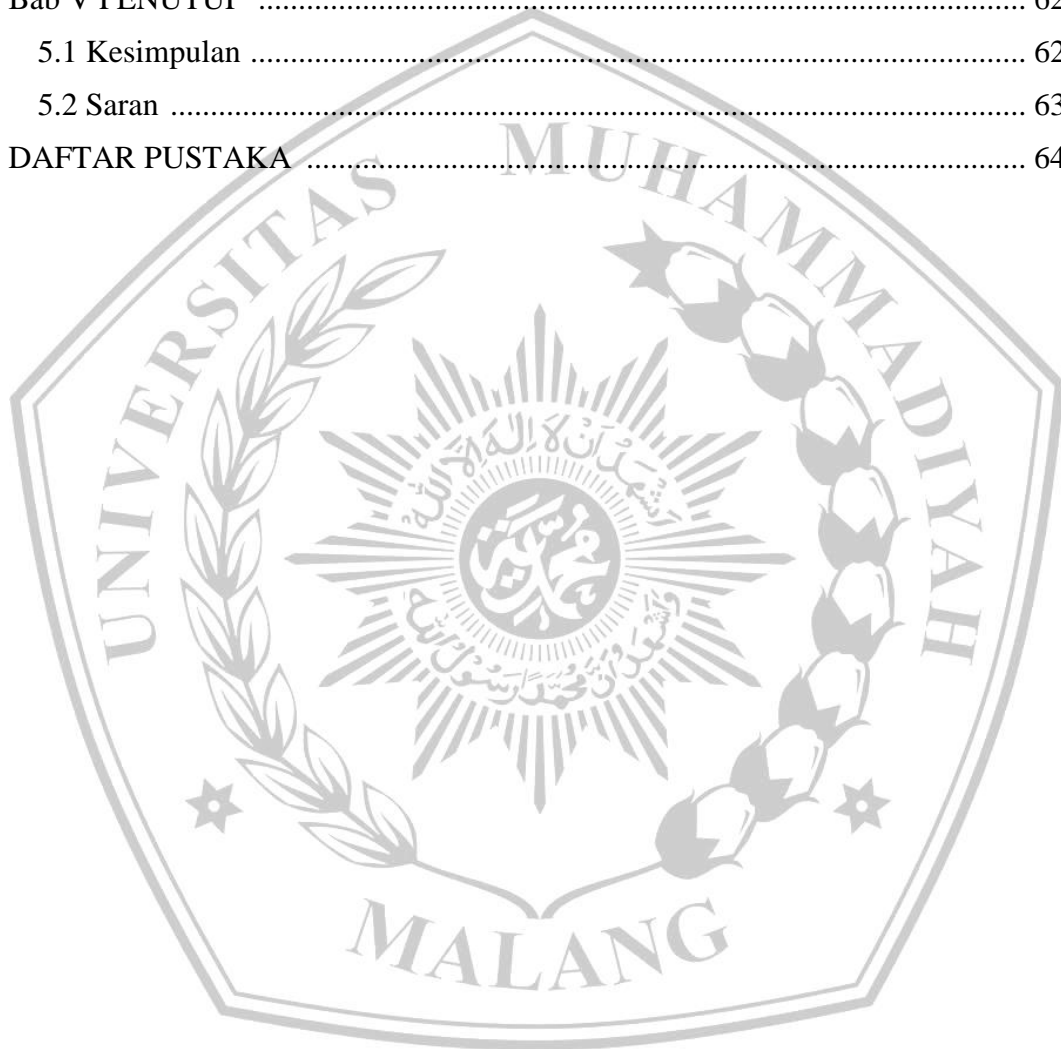 Bab V PENUTUP ........................................................................................... 62
5.1 Kesimpulan ............................................................................................. 62
5.2 Saran ....................................................................................................... 63
DAFTAR PUSTAKA ...................................................................................... 64
UNIVERSITAS MUHAMMADIYAH
MALANG